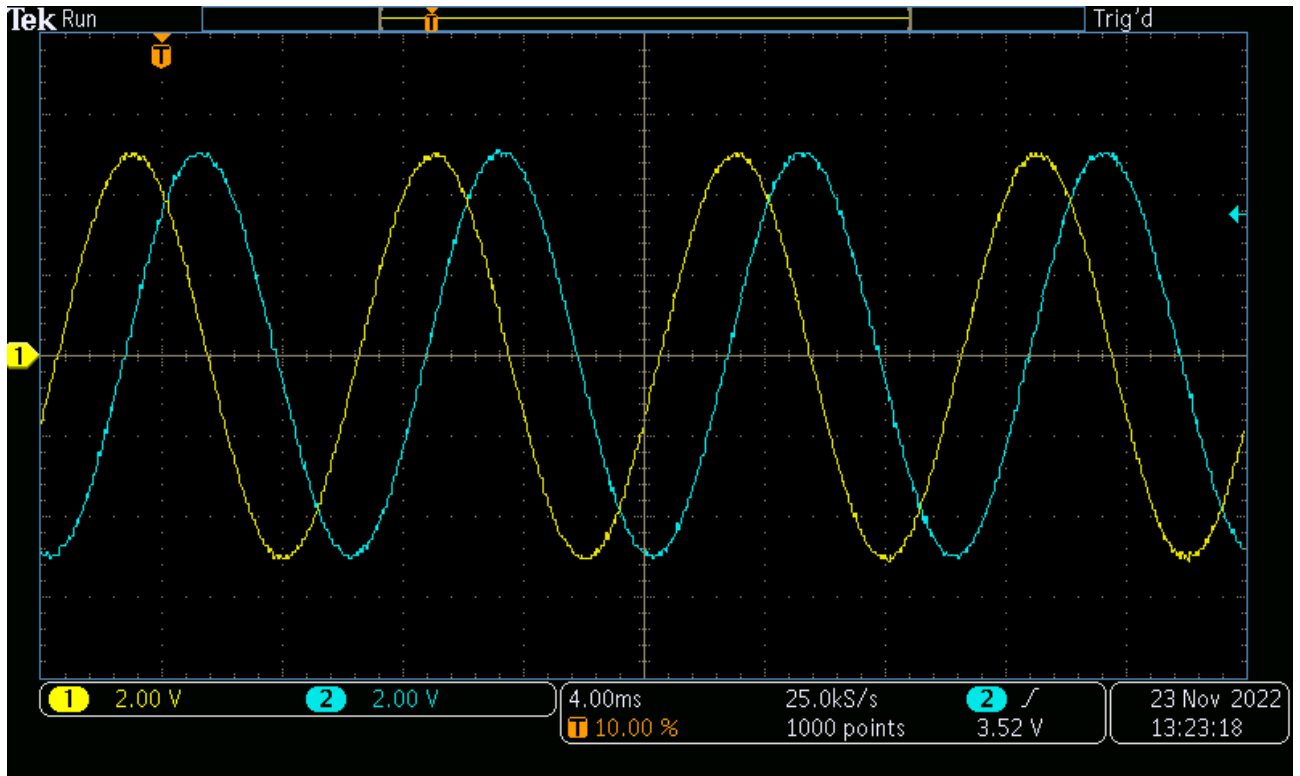 Tek Run Trig'd
T
T
1
1 2.00 V 2 2.00 V 4.00ms 25.0kS/s 2 23 Nov 2022
T 10.00 % 1000 points 3.52 V 13:23:18